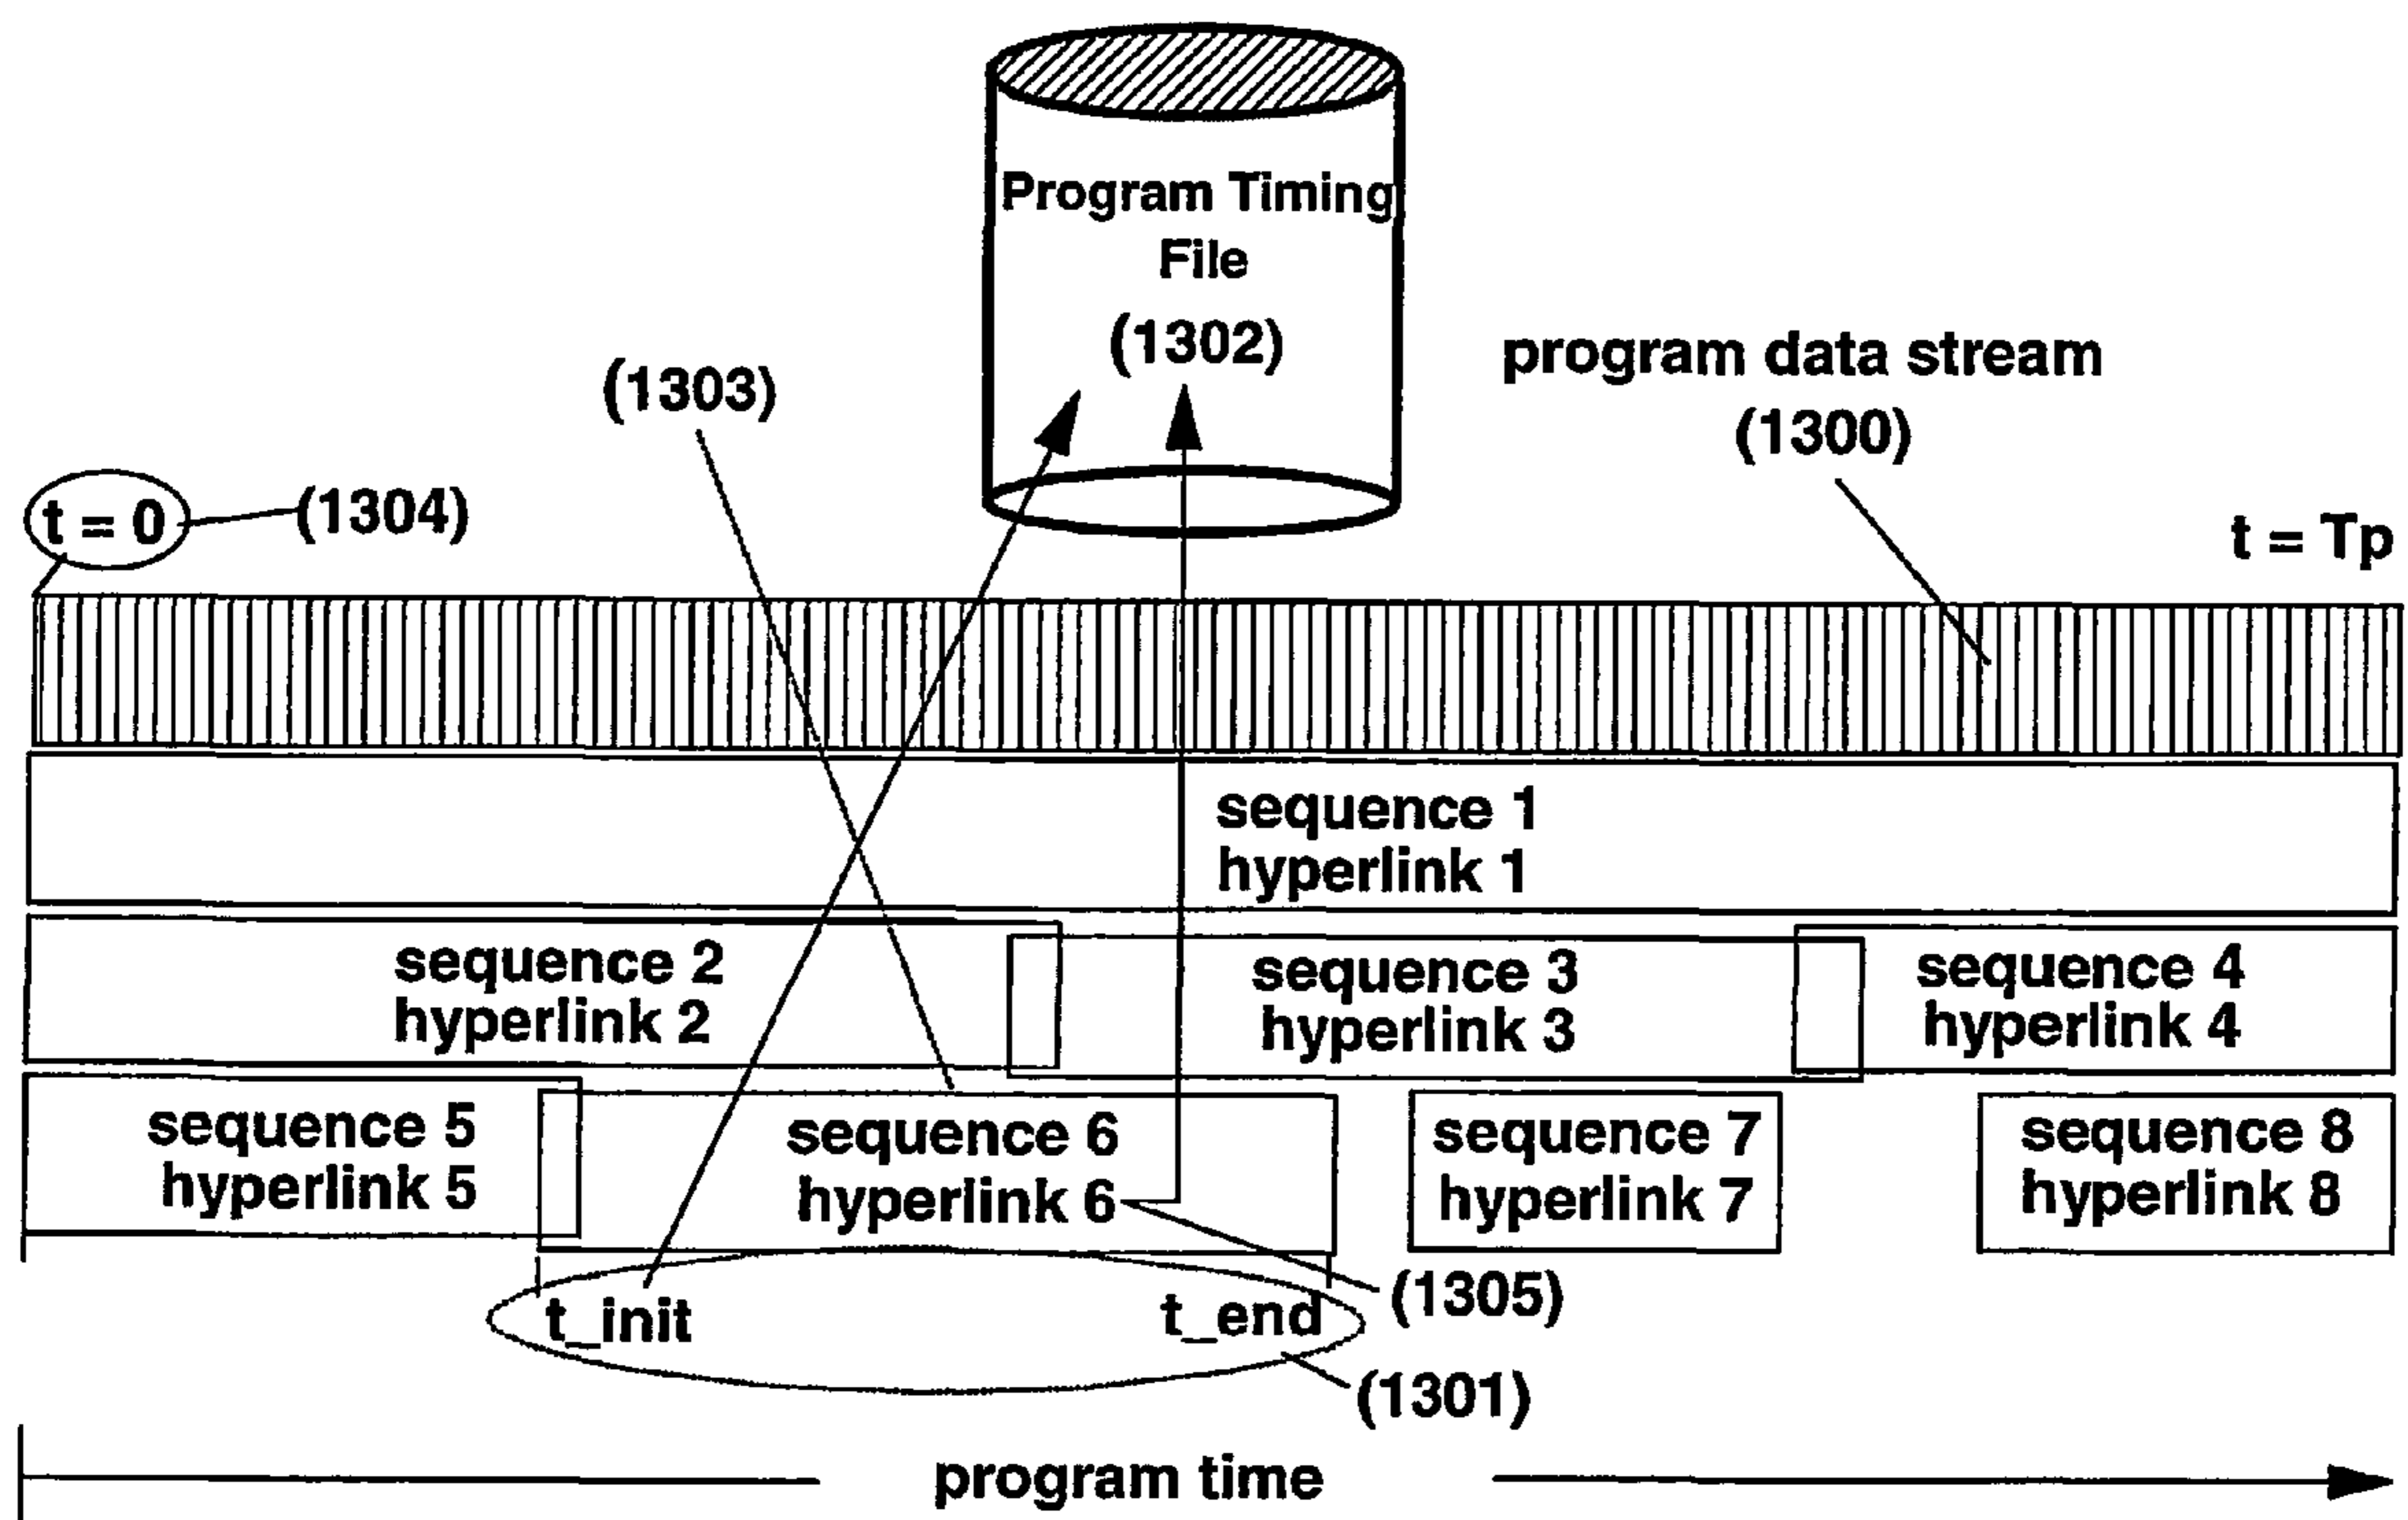 Program Timing
File
(1302)
program data stream
(1300)
(1303)
t = 0
(1304)
t = Tp
sequence 1
hyperlink 1
sequence 2
hyperlink 2
sequence 3
hyperlink 3
sequence 4
hyperlink 4
sequence 5
hyperlink 5
sequence 6
hyperlink 6
sequence 7
hyperlink 7
sequence 8
hyperlink 8
t_init
t_end
(1305)
(1301)
program time